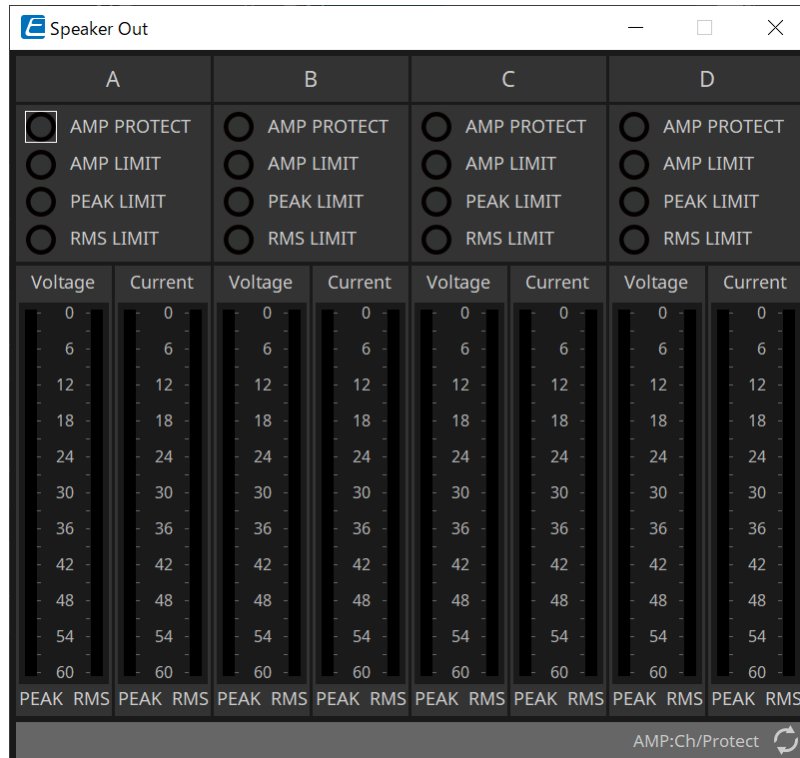 Speaker Out
A B C D
AMP PROTECT AMP PROTECT AMP PROTECT AMP PROTECT
AMP LIMIT AMP LIMIT AMP LIMIT AMP LIMIT
PEAK LIMIT PEAK LIMIT PEAK LIMIT PEAK LIMIT
RMS LIMIT RMS LIMIT RMS LIMIT RMS LIMIT
Voltage Current Voltage Current Voltage Current Voltage Current
0 0 0 0 0 0 0 0
6 6 6 6 6 6 6 6
12 12 12 12 12 12 12 12
18 18 18 18 18 18 18 18
24 24 24 24 24 24 24 24
30 30 30 30 30 30 30 30
36 36 36 36 36 36 36 36
42 42 42 42 42 42 42 42
48 48 48 48 48 48 48 48
54 54 54 54 54 54 54 54
60 60 60 60 60 60 60 60
PEAK RMS PEAK RMS PEAK RMS PEAK RMS PEAK RMS PEAK RMS PEAK RMS PEAK RMS
AMP:Ch/Protect